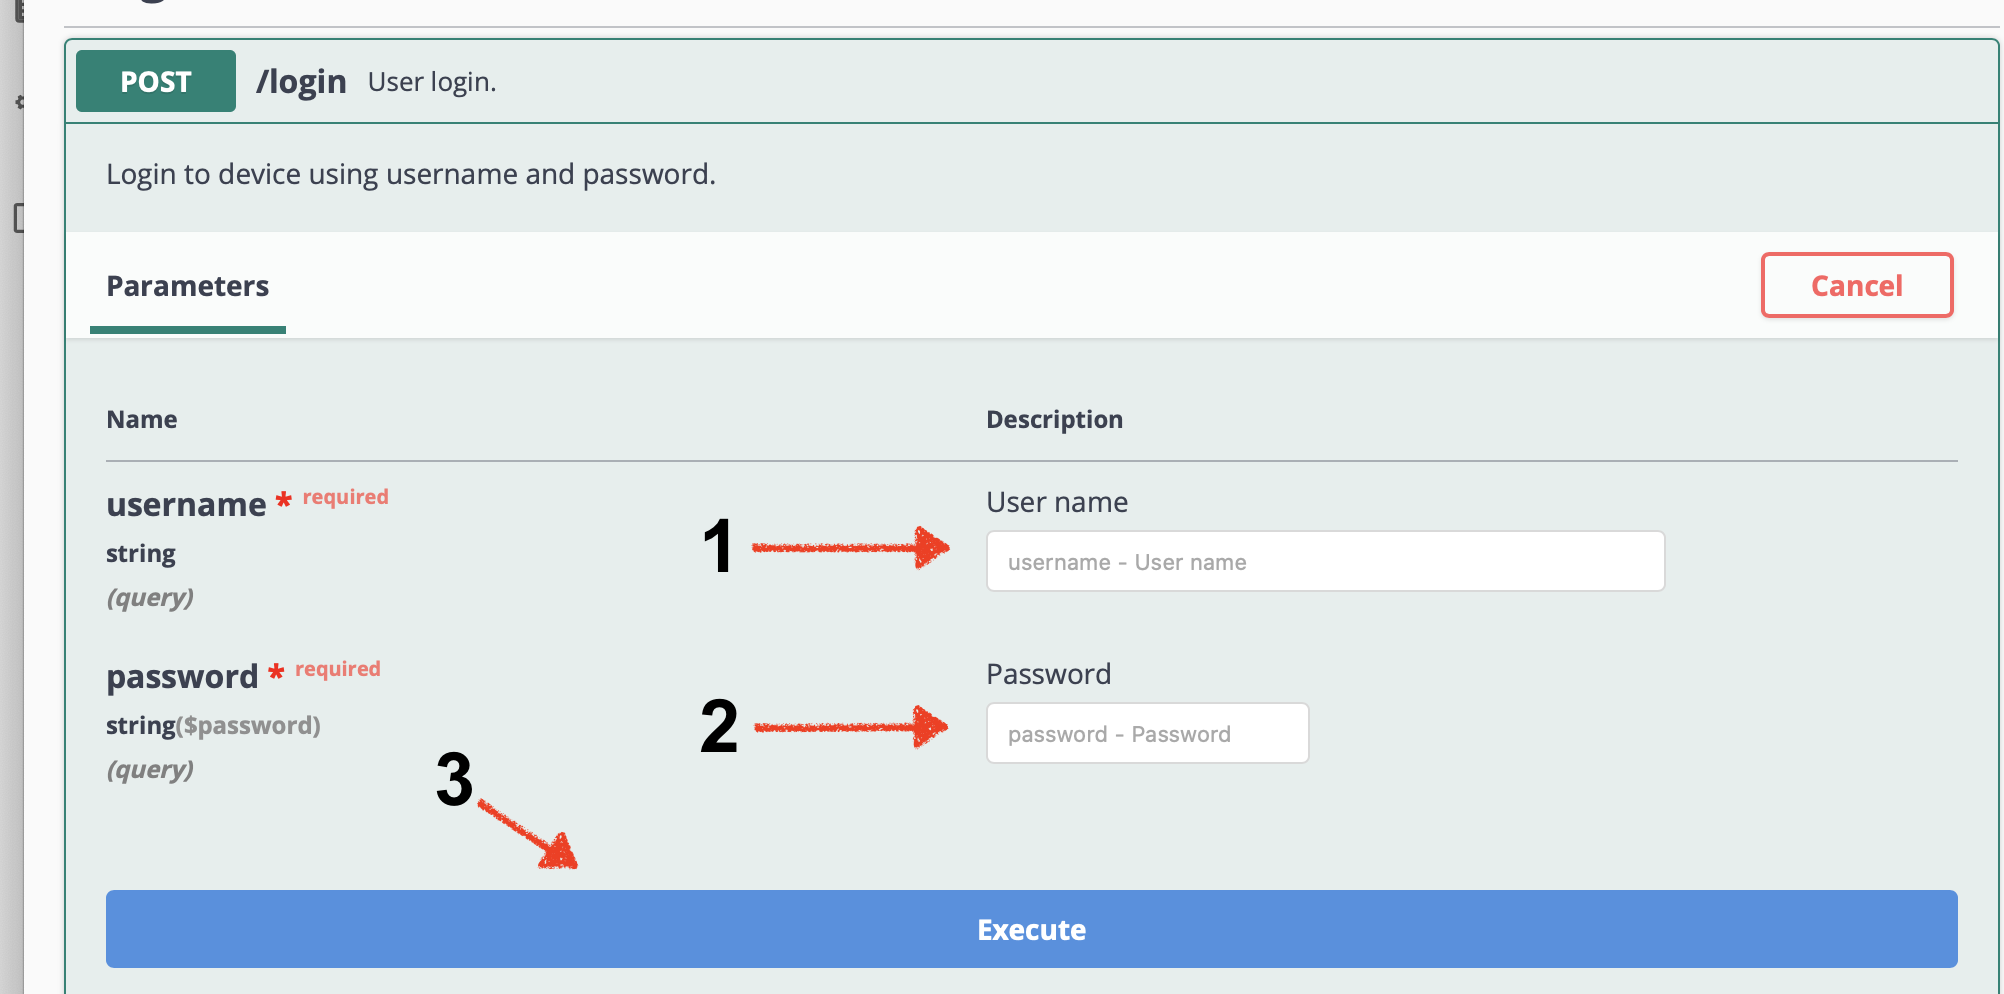 POST /login User login.
Login to device using username and password.
Parameters
Cancel
Name Description
username * required
string
(query)
1
User name
username - User name
password * required
string($password)
(query)
2
Password
password - Password
3
Execute